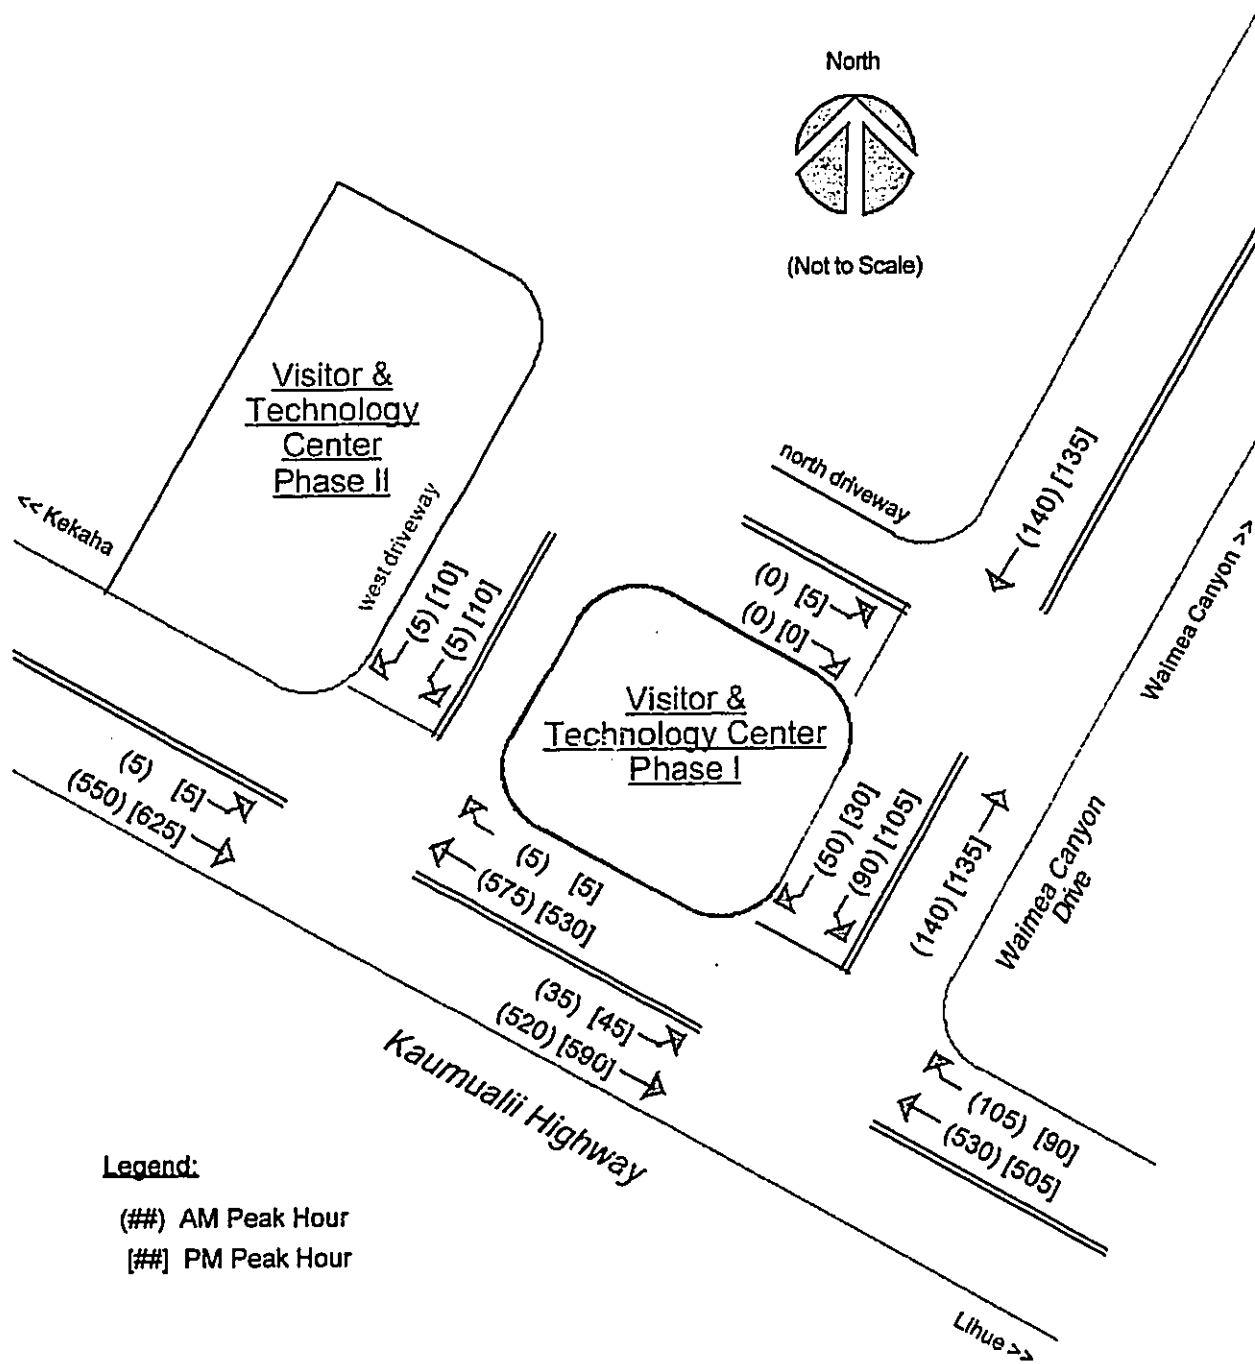 North
(Not to Scale)
Visitor &
Technology
Center
Phase II
<< Kekaha
west driveway
north driveway
(140) [135]
Waimea Canyon >>
(5) [10]
(5) [10]
(0) [5]
(0) [0]
Visitor &
Technology Center
Phase I
(5) [5]
(550) [625]
(5) [5]
(575) [530]
(50) [30]
(90) [105]
(140) [135]
Waimea Canyon
Drive
(35) [45]
(520) [590]
Kaumualii Highway
(105) [90]
(530) [505]
Legend:
(##) AM Peak Hour
[##] PM Peak Hour
Lihue >>